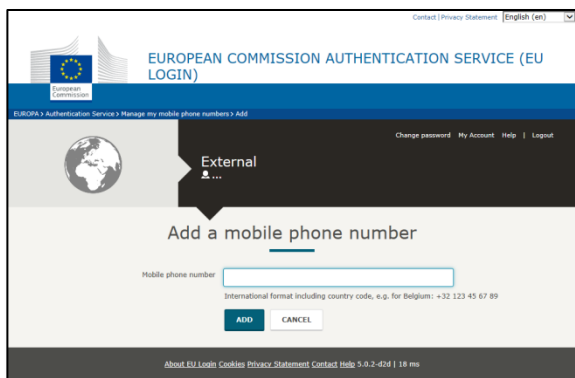 Contact | Privacy Statement English (en)
EUROPEAN COMMISSION AUTHENTICATION SERVICE (EU
LOGIN)
European
Commission
EUROPA > Authentication Service > Manage my mobile phone numbers > Add
Change password My Account Help | Logout
External
...
Add a mobile phone number
Mobile phone number
International format including country code, e.g. for Belgium: +32 123 45 67 89
ADD CANCEL
About EU Login Cookies Privacy Statement Contact Help 5.0.2-d2d | 18 ms